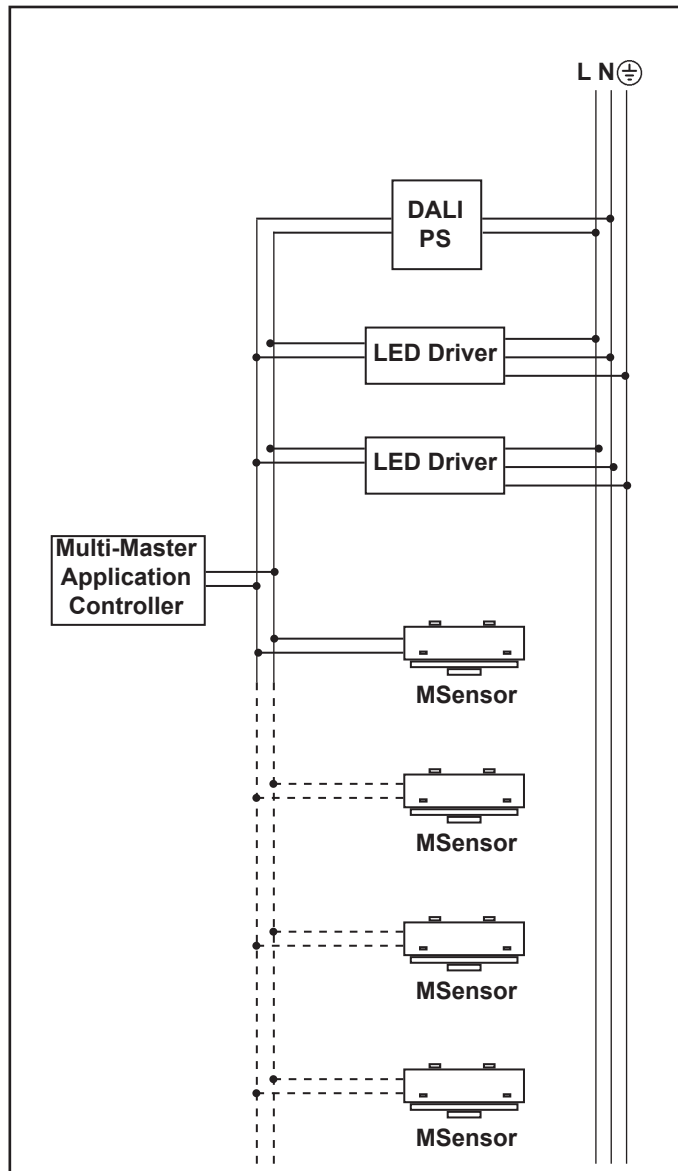 L N
DALI
PS
LED Driver
LED Driver
Multi-Master
Application
Controller
MSensor
MSensor
MSensor
MSensor